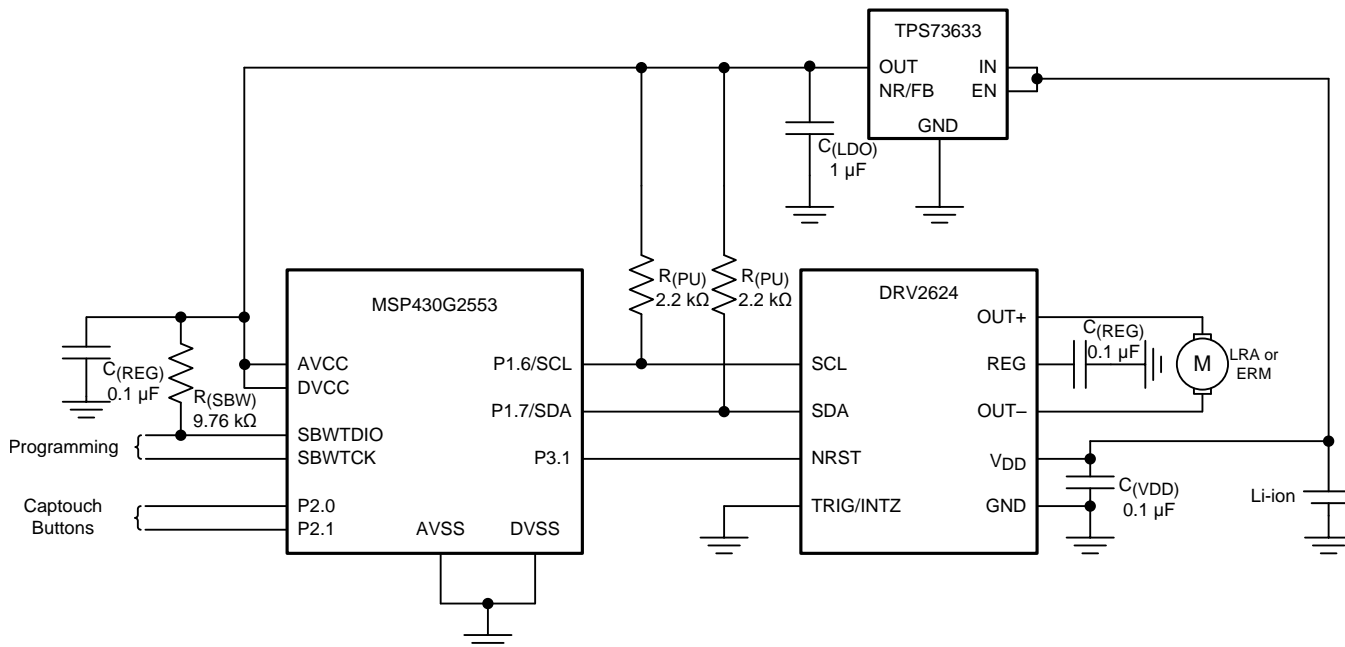 TPS73633
OUT
IN
NR/FB
EN
GND
C(LDO)
1 µF
R(PU)
2.2 kΩ
R(PU)
2.2 kΩ
MSP430G2553
DRV2624
C(REG)
0.1 µF
R(SBW)
9.76 kΩ
AVCC
DVCC
SBWTDIO
SBWTCK
P2.0
P2.1
AVSS
DVSS
P1.6/SCL
P1.7/SDA
P3.1
Programming
Captouch
Buttons
SCL
SDA
NRST
TRIG/INTZ
OUT+
REG
OUT–
VDD
GND
C(REG)
0.1 µF
M
LRA or
ERM
C(VDD)
0.1 µF
Li-ion